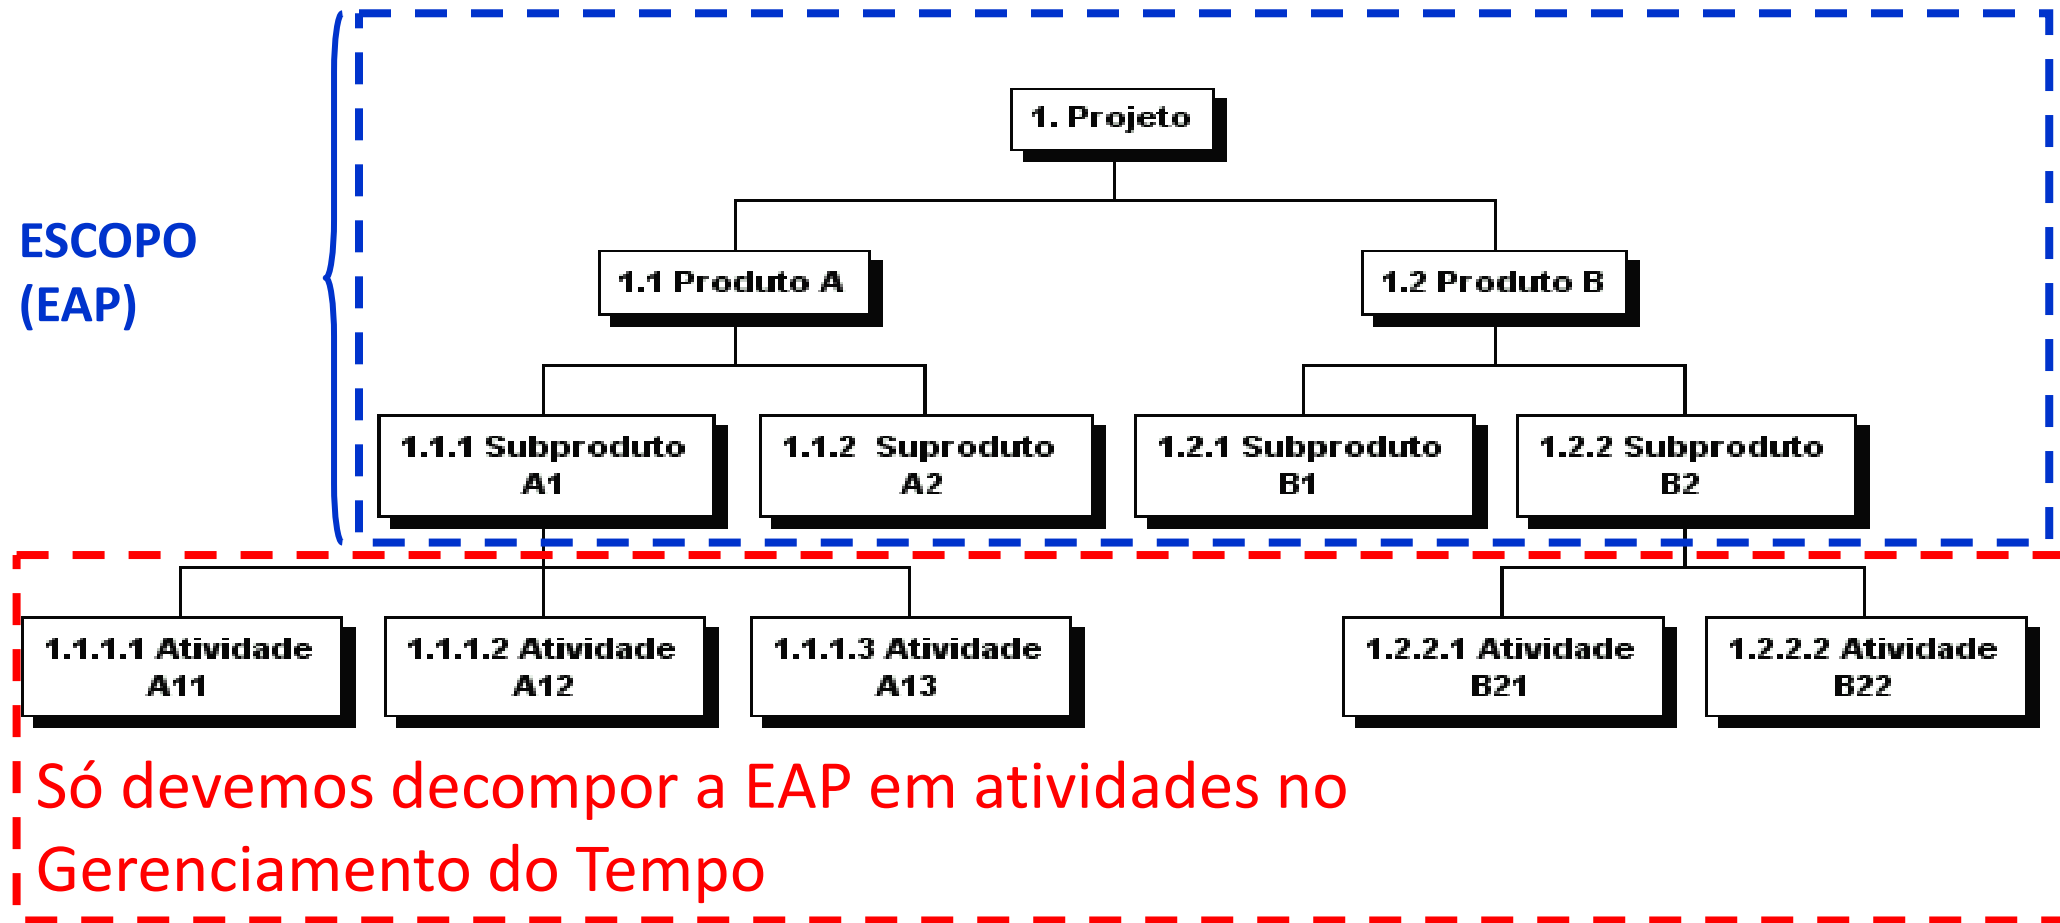 1. Projeto
ESCOPO
(EAP)
1.1 Produto A
1.2 Produto B
1.1.1 Subproduto
A1
1.1.2 Suproduto
A2
1.2.1 Subproduto
B1
1.2.2 Subproduto
B2
1.1.1.1 Atividade
A11
1.1.1.2 Atividade
A12
1.1.1.3 Atividade
A13
1.2.2.1 Atividade
B21
1.2.2.2 Atividade
B22
Só devemos decompor a EAP em atividades no
Gerenciamento do Tempo